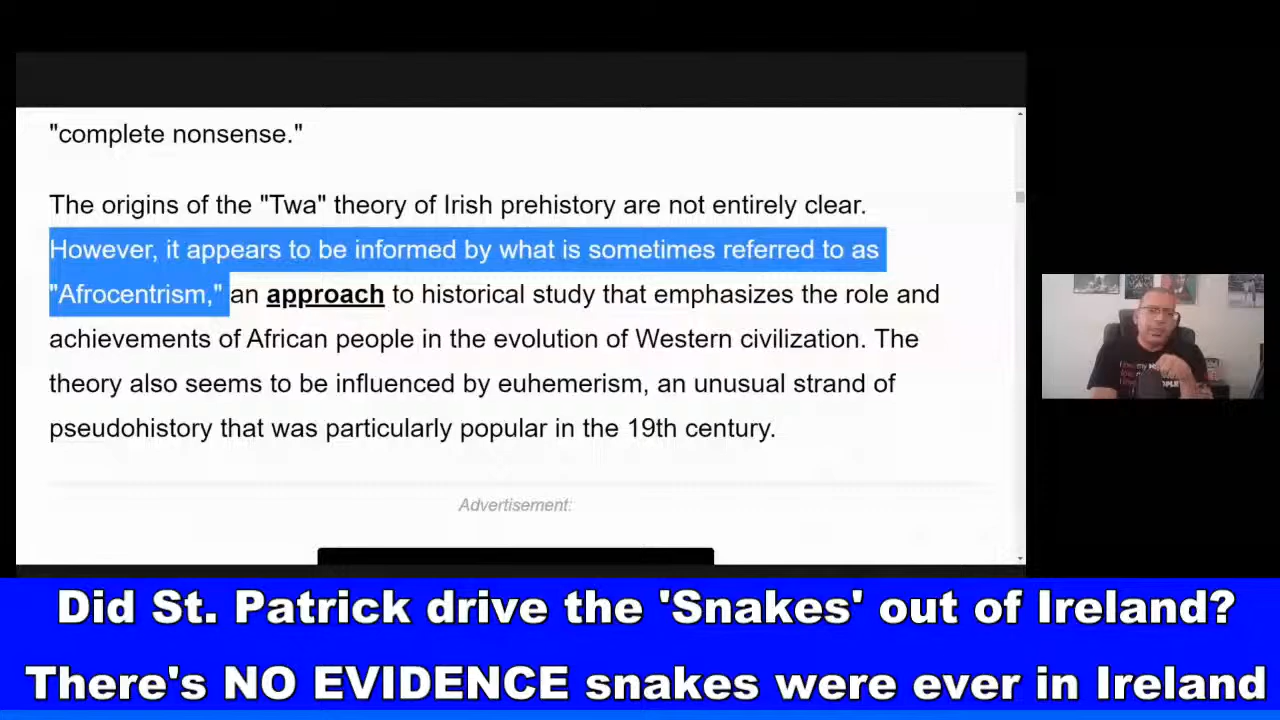 "complete nonsense."
The origins of the "Twa" theory of Irish prehistory are not entirely clear.
However, it appears to be informed by what is sometimes referred to as
"Afrocentrism," an approach to historical study that emphasizes the role and
achievements of African people in the evolution of Western civilization. The
theory also seems to be influenced by euhemerism, an unusual strand of
pseudohistory that was particularly popular in the 19th century.
Advertisement:
Did St. Patrick drive the 'Snakes' out of Ireland?
There's NO EVIDENCE snakes were ever in Ireland